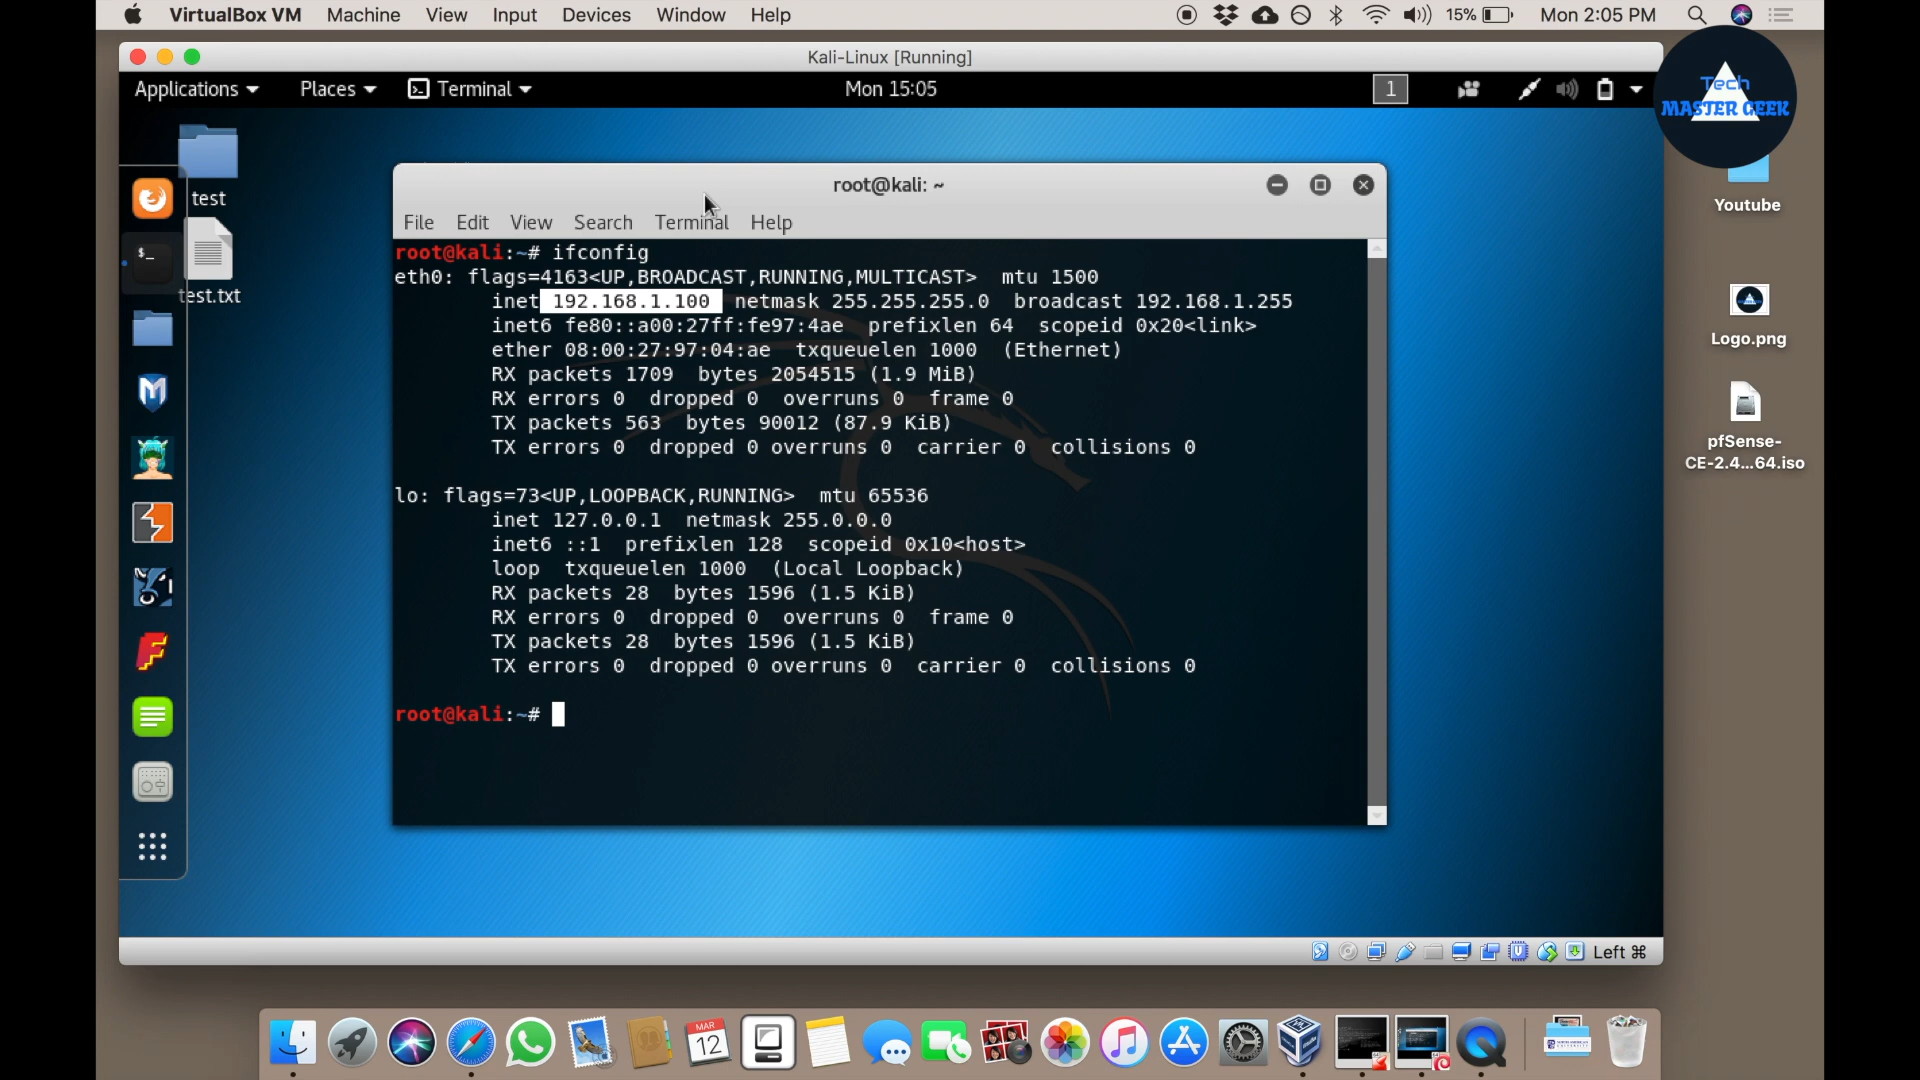 VirtualBox VM Machine View Input Devices Window Help 15% Mon 2:05 PM
Kali-Linux [Running]
Applications Places Terminal Mon 15:05 1
Tech
MASTER GEEK
test
test.txt
Youtube
Logo.png
pfSense-
CE-2.4...64.iso
root@kali: ~
File Edit View Search Terminal Help
root@kali:~# ifconfig
eth0: flags=4163<UP,BROADCAST,RUNNING,MULTICAST> mtu 1500
inet 192.168.1.100 netmask 255.255.255.0 broadcast 192.168.1.255
inet6 fe80::a00:27ff:fe97:4ae prefixlen 64 scopeid 0x20<link>
ether 08:00:27:97:04:ae txqueuelen 1000 (Ethernet)
RX packets 1709 bytes 2054515 (1.9 MiB)
RX errors 0 dropped 0 overruns 0 frame 0
TX packets 563 bytes 90012 (87.9 KiB)
TX errors 0 dropped 0 overruns 0 carrier 0 collisions 0
lo: flags=73<UP,LOOPBACK,RUNNING> mtu 65536
inet 127.0.0.1 netmask 255.0.0.0
inet6 ::1 prefixlen 128 scopeid 0x10<host>
loop txqueuelen 1000 (Local Loopback)
RX packets 28 bytes 1596 (1.5 KiB)
RX errors 0 dropped 0 overruns 0 frame 0
TX packets 28 bytes 1596 (1.5 KiB)
TX errors 0 dropped 0 overruns 0 carrier 0 collisions 0
root@kali:~#
Left ⌘
MAR
12